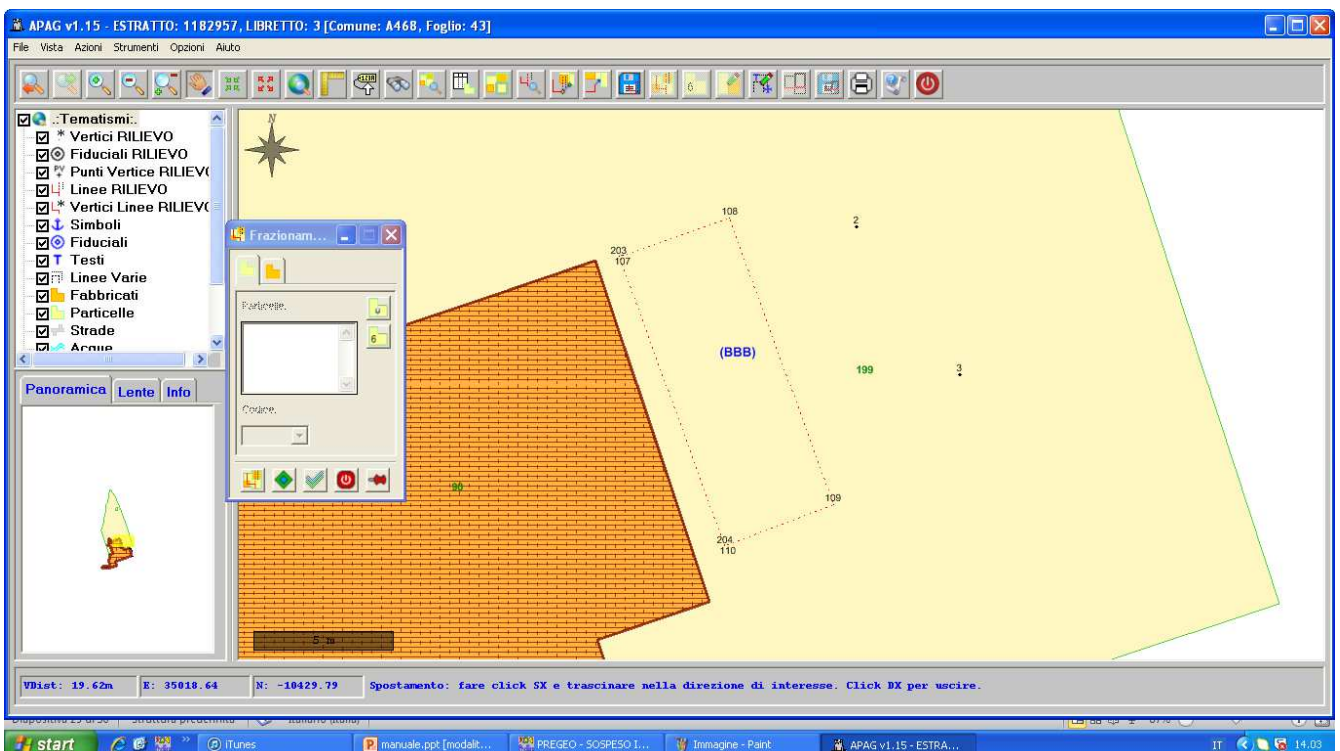 APAG v1.15 - ESTRATTO: 1182957, LIBRETTO: 3 [Comune: A468, Foglio: 43]
File Vista Azioni Strumenti Opzioni Aiuto
.:Tematismi:.
Vertici RILIEVO
Fiduciali RILIEVO
Punti Vertice RILIEV
Linee RILIEVO
Vertici Linee RILIEV
Simboli
Fiduciali
Testi
Linee Varie
Fabbricati
Particelle
Strade
Acque
Panoramica Lente Info
N
Frazionam...
Particelle.
6
Codice.
108
2
203
107
(BBB)
199
3
90
109
204
110
5 m
VDist: 19.62m E: 35018.64 N: -10429.79 Spostamento: fare click SX e trascinare nella direzione di interesse. Click DX per uscire.
start iTunes manuale.ppt [modalit... PREGEO - SOSPESO I... Immagine - Paint APAG v1.15 - ESTRA... IT 14.03